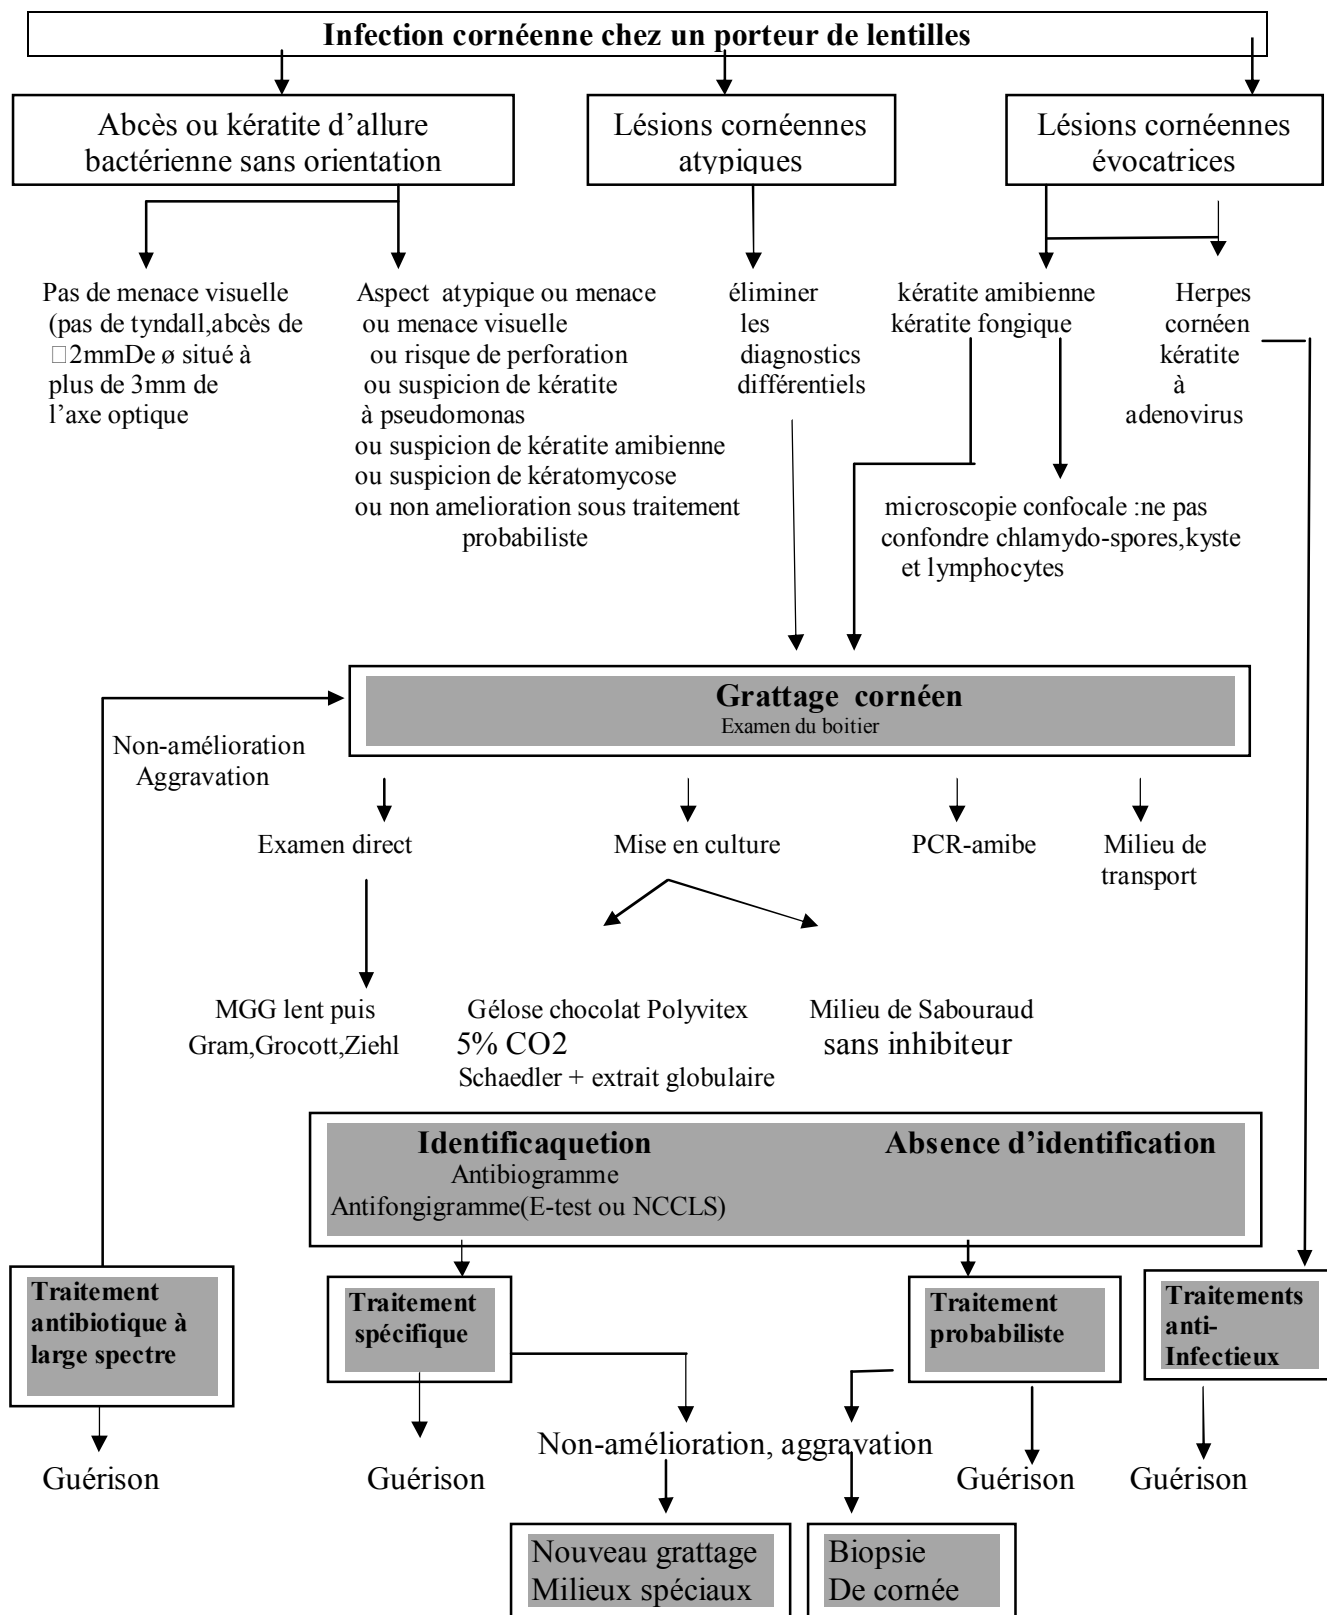 Infection cornéenne chez un porteur de lentilles
Abcès ou kératite d’allure
bactérienne sans orientation
Lésions cornéennes
atypiques
Lésions cornéennes
évocatrices
Pas de menace visuelle
(pas de tyndall,abcès de
□2mmDe ø situé à
plus de 3mm de
l’axe optique
Aspect atypique ou menace
ou menace visuelle
ou risque de perforation
ou suspicion de kératite
à pseudomonas
ou suspicion de kératite amibienne
ou suspicion de kératomycose
ou non amelioration sous traitement
probabiliste
éliminer
les
diagnostics
différentiels
kératite amibienne
kératite fongique
Herpes
cornéen
kératite
à
adenovirus
microscopie confocale :ne pas
confondre chlamydo-spores,kyste
et lymphocytes
Grattage cornéen
Examen du boitier
Non-amélioration
Aggravation
Examen direct
Mise en culture
PCR-amibe
Milieu de
transport
MGG lent puis
Gram,Grocott,Ziehl
Gélose chocolat Polyvitex
5% CO2
Schaedler + extrait globulaire
Milieu de Sabouraud
sans inhibiteur
Identificaquetion
Antibiogramme
Antifongigramme(E-test ou NCCLS)
Absence d’identification
Traitement
antibiotique à
large spectre
Traitement
spécifique
Traitement
probabiliste
Traitements
anti-
Infectieux
Non-amélioration, aggravation
Guérison
Guérison
Guérison
Guérison
Nouveau grattage
Milieux spéciaux
Biopsie
De cornée